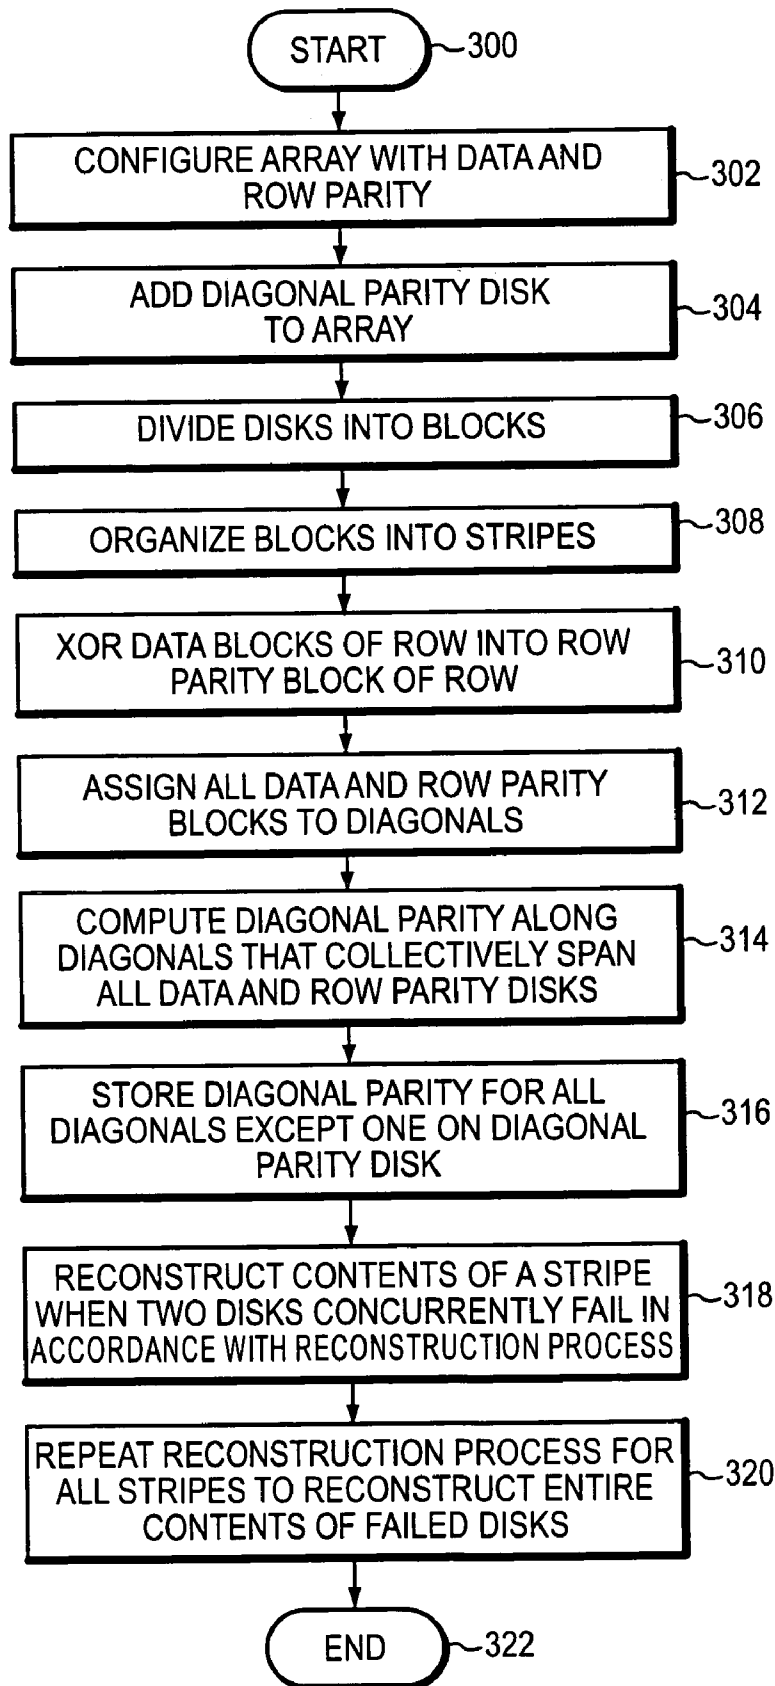 START
300
CONFIGURE ARRAY WITH DATA AND
ROW PARITY
302
ADD DIAGONAL PARITY DISK
TO ARRAY
304
DIVIDE DISKS INTO BLOCKS
306
ORGANIZE BLOCKS INTO STRIPES
308
XOR DATA BLOCKS OF ROW INTO ROW
PARITY BLOCK OF ROW
310
ASSIGN ALL DATA AND ROW PARITY
BLOCKS TO DIAGONALS
312
COMPUTE DIAGONAL PARITY ALONG
DIAGONALS THAT COLLECTIVELY SPAN
ALL DATA AND ROW PARITY DISKS
314
STORE DIAGONAL PARITY FOR ALL
DIAGONALS EXCEPT ONE ON DIAGONAL
PARITY DISK
316
RECONSTRUCT CONTENTS OF A STRIPE
WHEN TWO DISKS CONCURRENTLY FAIL IN
ACCORDANCE WITH RECONSTRUCTION PROCESS
318
REPEAT RECONSTRUCTION PROCESS FOR
ALL STRIPES TO RECONSTRUCT ENTIRE
CONTENTS OF FAILED DISKS
320
END
322